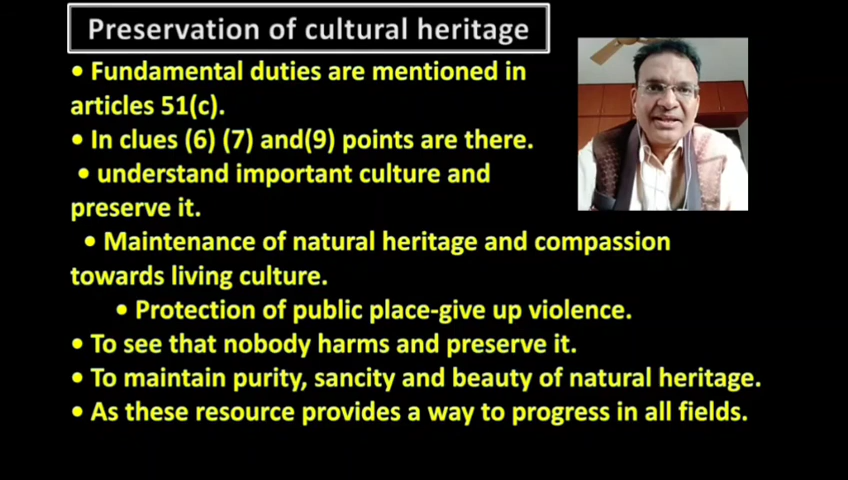 Preservation of cultural heritage
• Fundamental duties are mentioned in
articles 51(c).
• In clues (6) (7) and(9) points are there.
• understand important culture and
preserve it.
• Maintenance of natural heritage and compassion
towards living culture.
• Protection of public place-give up violence.
• To see that nobody harms and preserve it.
• To maintain purity, sancity and beauty of natural heritage.
• As these resource provides a way to progress in all fields.